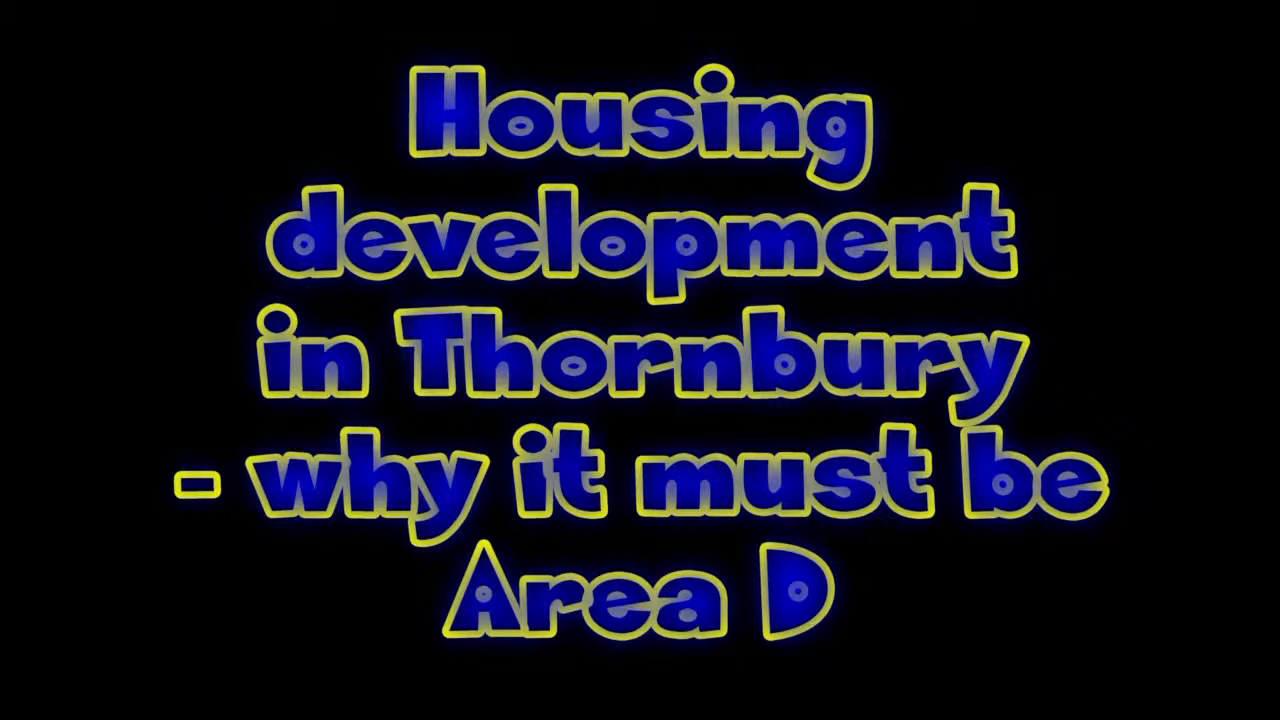 Housing
development
in Thornbury
- why it must be
Area D